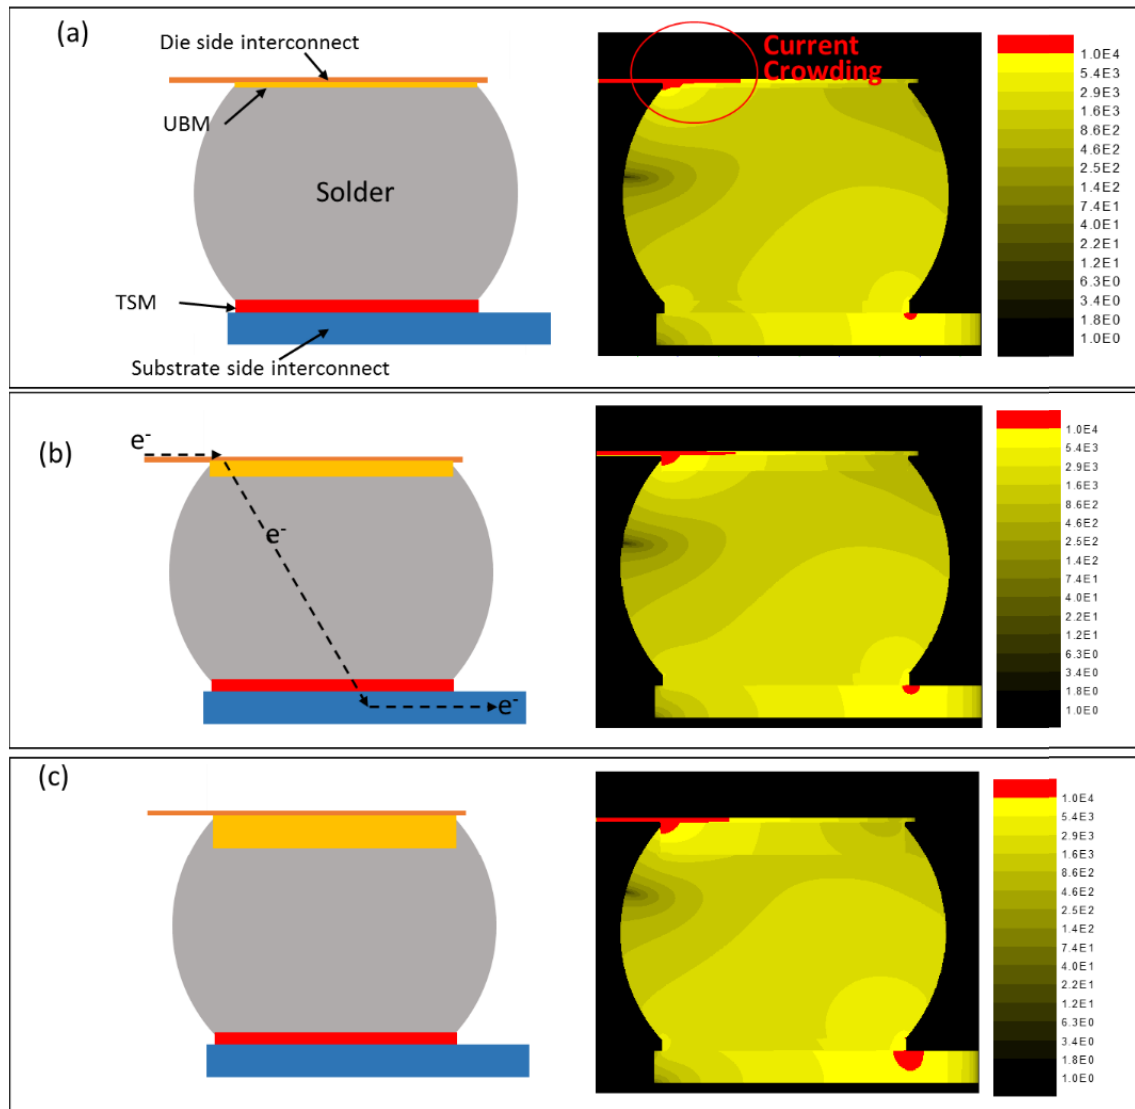 (a)
Die side interconnect
UBM
Solder
TSM
Substrate side interconnect
Current
Crowding
1.0E4
5.4E3
2.9E3
1.6E3
8.6E2
4.6E2
2.5E2
1.4E2
7.4E1
4.0E1
2.2E1
1.2E1
6.3E0
3.4E0
1.8E0
1.0E0
(b)
e-
e-
e-
1.0E4
5.4E3
2.9E3
1.6E3
8.6E2
4.6E2
2.5E2
1.4E2
7.4E1
4.0E1
2.2E1
1.2E1
6.3E0
3.4E0
1.8E0
1.0E0
(c)
1.0E4
5.4E3
2.9E3
1.6E3
8.6E2
4.6E2
2.5E2
1.4E2
7.4E1
4.0E1
2.2E1
1.2E1
6.3E0
3.4E0
1.8E0
1.0E0